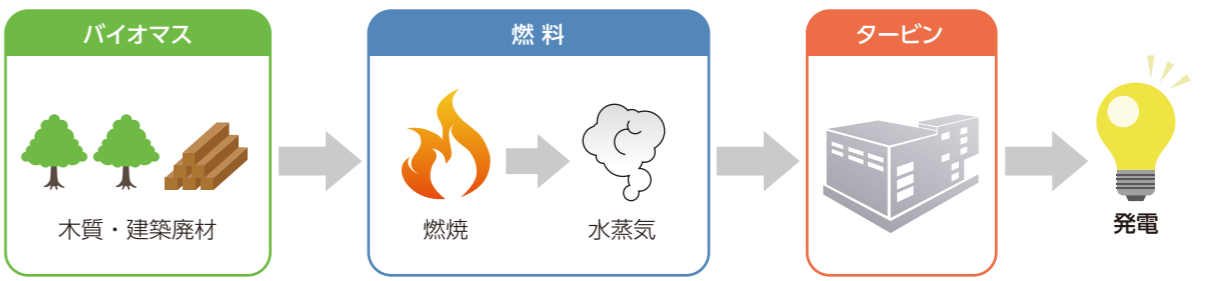 バイオマス
燃 料
タービン
木質・建築廃材
燃焼
水蒸気
発電